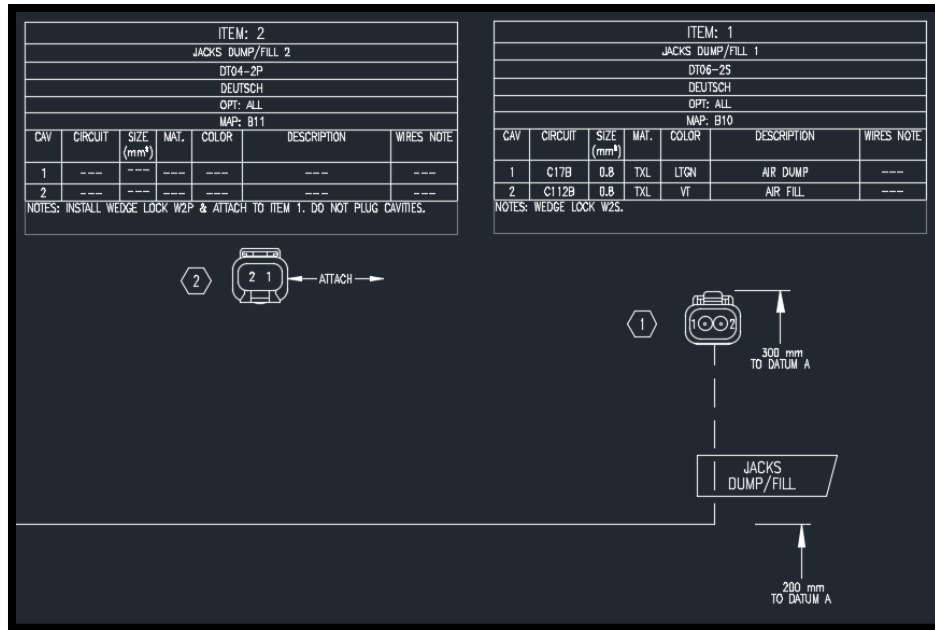 ITEM: 2
JACKS DUMP/FILL 2
DT04-2P
DEUTSCH
OPT: ALL
MAP: B11
CAV CIRCUIT SIZE (mm²) MAT. COLOR DESCRIPTION WIRES NOTE
1 --- --- --- --- --- ---
2 --- --- --- --- --- ---
NOTES: INSTALL WEDGE LOCK W2P & ATTACH TO ITEM 1. DO NOT PLUG CAVITIES.
ITEM: 1
JACKS DUMP/FILL 1
DT06-2S
DEUTSCH
OPT: ALL
MAP: B10
CAV CIRCUIT SIZE (mm²) MAT. COLOR DESCRIPTION WIRES NOTE
1 C17B 0.8 TXL LTGN AIR DUMP ---
2 C112B 0.8 TXL VT AIR FILL ---
NOTES: WEDGE LOCK W2S.
2
2 1
ATTACH
1
1 2
300 mm
TO DATUM A
JACKS
DUMP/FILL
200 mm
TO DATUM A